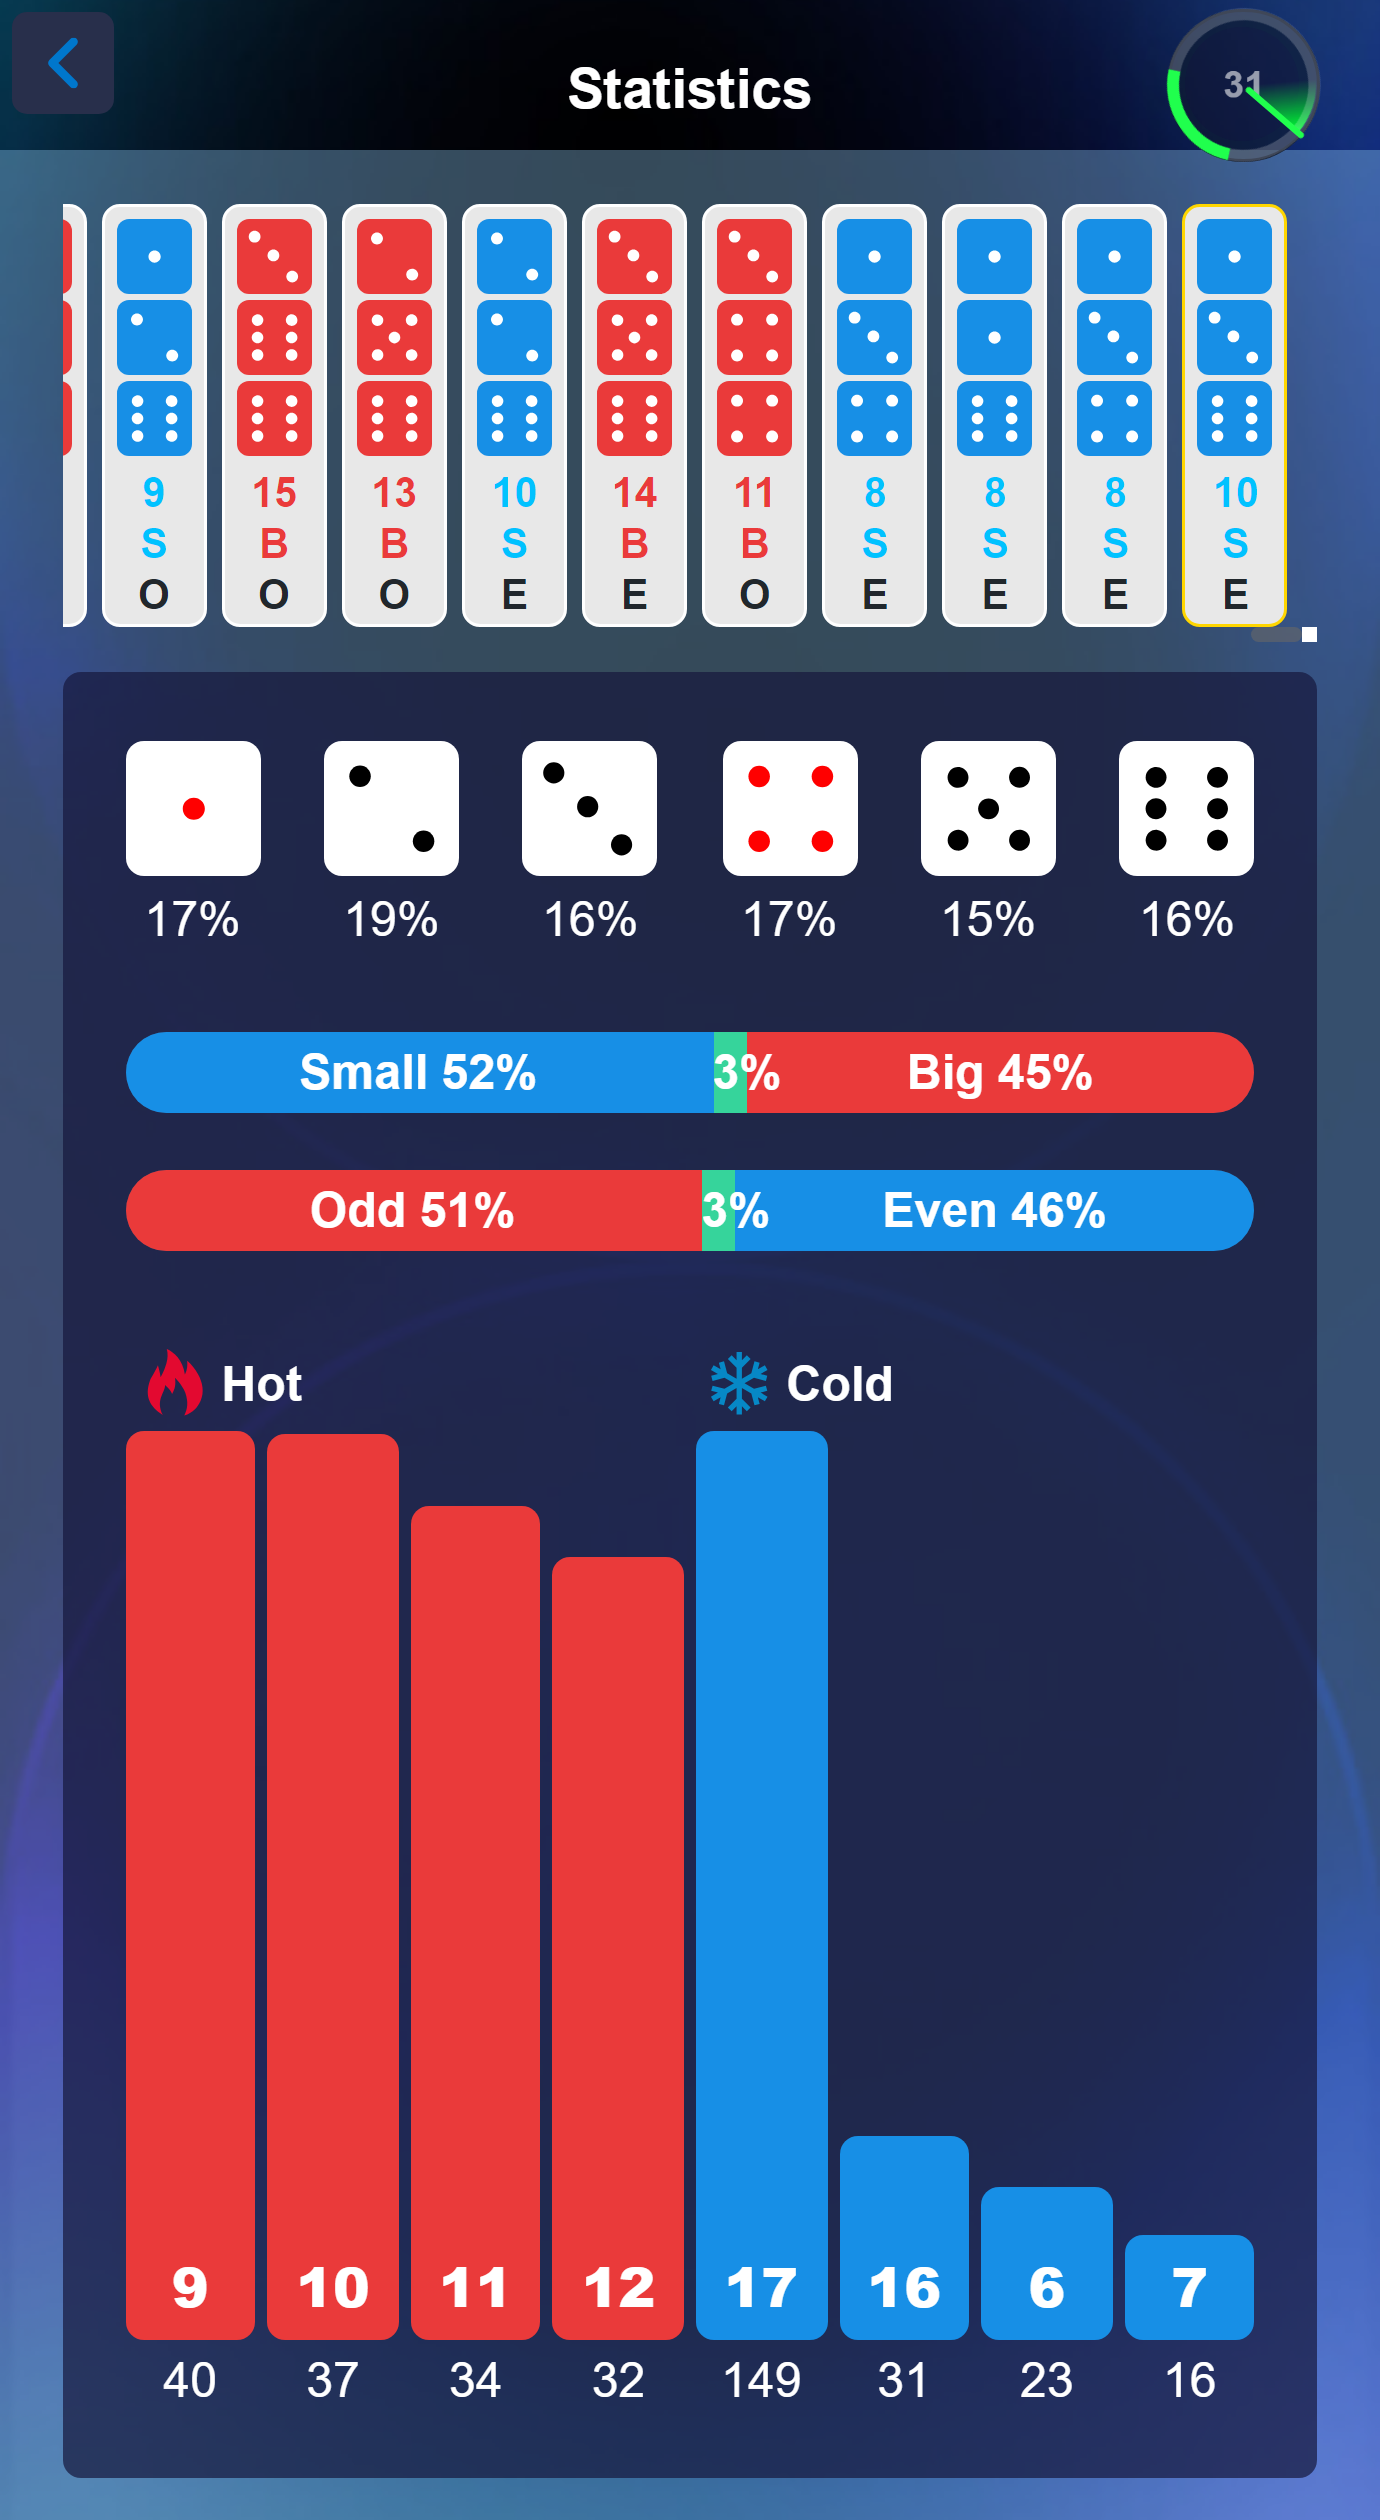 Statistics
31
9 15 13 10 14 11 8 8 8 10
S B B S B B S S S S
O O O E E O E E E E
17% 19% 16% 17% 15% 16%
Small 52% 3% Big 45%
Odd 51% 3% Even 46%
Hot Cold
9 10 11 12 17 16 6 7
40 37 34 32 149 31 23 16